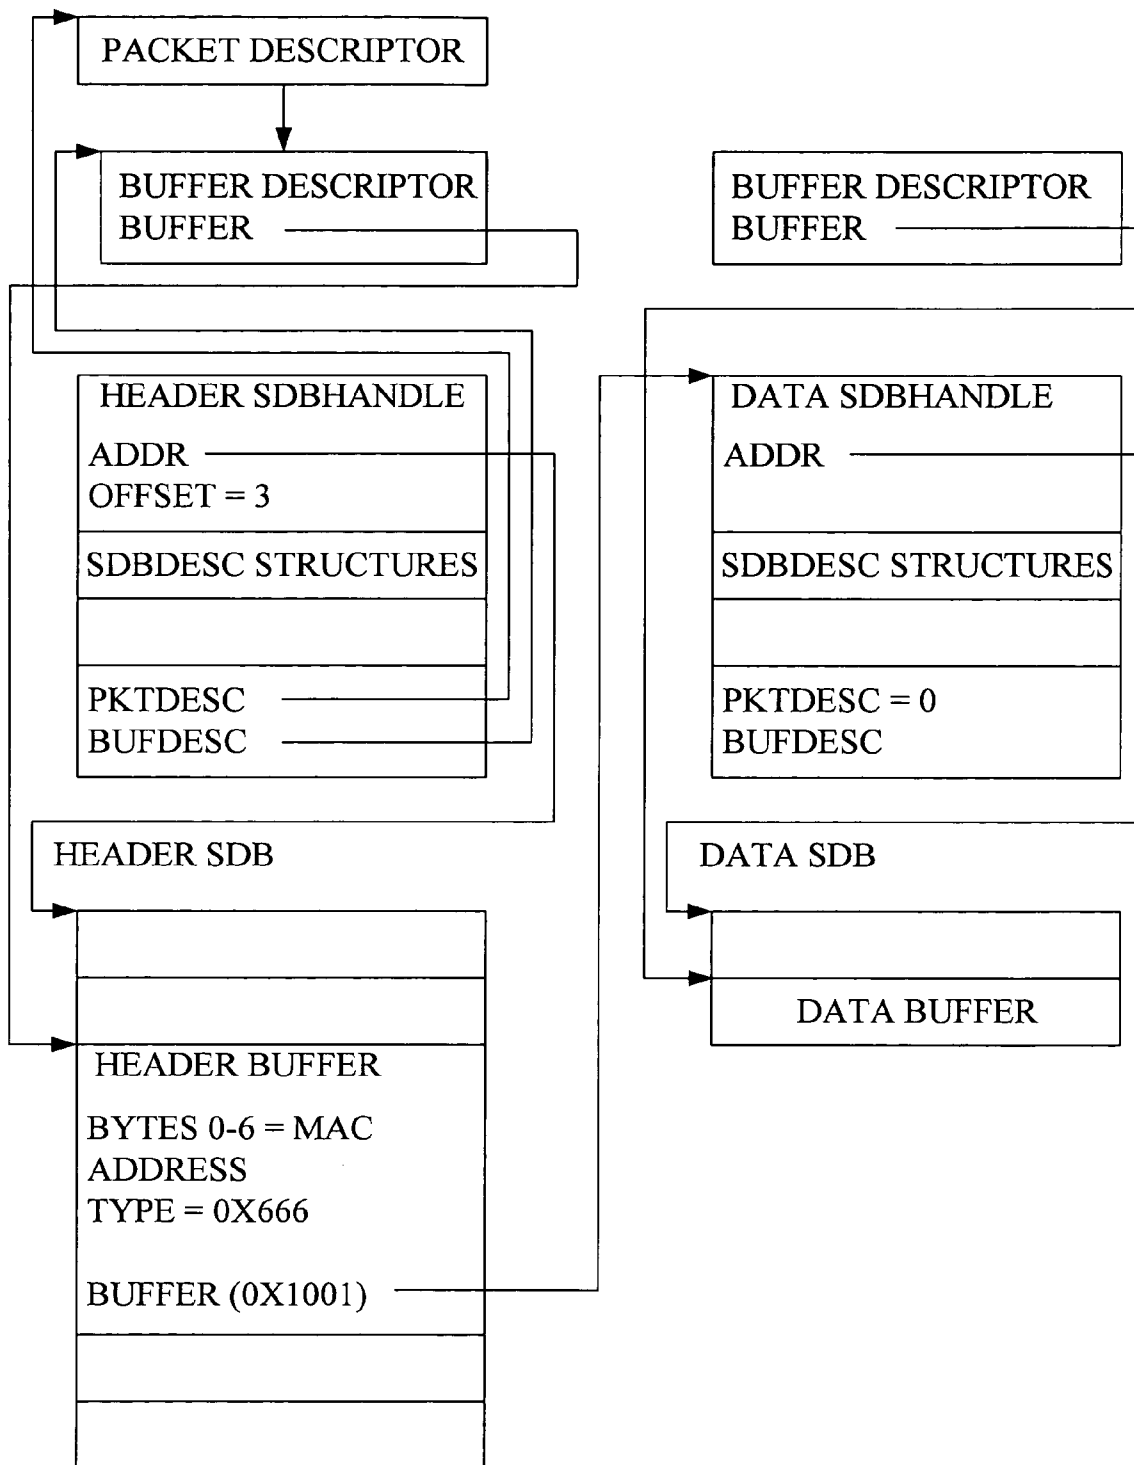 PACKET DESCRIPTOR
BUFFER DESCRIPTOR
BUFFER
BUFFER DESCRIPTOR
BUFFER
HEADER SDBHANDLE
ADDR
OFFSET = 3
SDBDESC STRUCTURES
PKTDESC
BUFDESC
DATA SDBHANDLE
ADDR
SDBDESC STRUCTURES
PKTDESC = 0
BUFDESC
HEADER SDB
HEADER BUFFER
BYTES 0-6 = MAC
ADDRESS
TYPE = 0X666
BUFFER (0X1001)
DATA SDB
DATA BUFFER